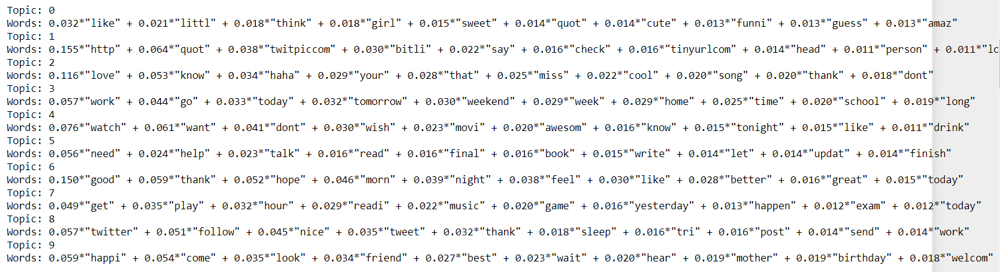 Topic: 0
Words: 0.032*"like" + 0.021*"littl" + 0.018*"think" + 0.018*"girl" + 0.015*"sweet" + 0.014*"quot" + 0.014*"cute" + 0.013*"funni" + 0.013*"guess" + 0.013*"amaz"
Topic: 1
Words: 0.155*"http" + 0.064*"quot" + 0.038*"twitpiccom" + 0.030*"bitli" + 0.022*"say" + 0.016*"check" + 0.016*"tinyurlcom" + 0.014*"head" + 0.011*"person" + 0.011*
Topic: 2
Words: 0.116*"love" + 0.053*"know" + 0.034*"haha" + 0.029*"your" + 0.028*"that" + 0.025*"miss" + 0.022*"cool" + 0.020*"song" + 0.020*"thank" + 0.018*"dont"
Topic: 3
Words: 0.057*"work" + 0.044*"go" + 0.033*"today" + 0.032*"tomorrow" + 0.030*"weekend" + 0.029*"week" + 0.029*"home" + 0.025*"time" + 0.020*"school" + 0.019*"long"
Topic: 4
Words: 0.076*"watch" + 0.061*"want" + 0.041*"dont" + 0.030*"wish" + 0.023*"movi" + 0.020*"awesom" + 0.016*"know" + 0.015*"tonight" + 0.015*"like" + 0.011*"drink"
Topic: 5
Words: 0.056*"need" + 0.024*"help" + 0.023*"talk" + 0.016*"read" + 0.016*"final" + 0.016*"book" + 0.015*"write" + 0.014*"let" + 0.014*"updat" + 0.014*"finish"
Topic: 6
Words: 0.150*"good" + 0.059*"thank" + 0.052*"hope" + 0.046*"morn" + 0.039*"night" + 0.038*"feel" + 0.030*"like" + 0.028*"better" + 0.016*"great" + 0.015*"today"
Topic: 7
Words: 0.049*"get" + 0.035*"play" + 0.032*"hour" + 0.029*"readi" + 0.022*"music" + 0.020*"game" + 0.016*"yesterday" + 0.013*"happen" + 0.012*"exam" + 0.012*"today"
Topic: 8
Words: 0.057*"twitter" + 0.051*"follow" + 0.045*"nice" + 0.035*"tweet" + 0.032*"thank" + 0.018*"sleep" + 0.016*"tri" + 0.016*"post" + 0.014*"send" + 0.014*"work"
Topic: 9
Words: 0.059*"happi" + 0.054*"come" + 0.035*"look" + 0.034*"friend" + 0.027*"best" + 0.023*"wait" + 0.020*"hear" + 0.019*"mother" + 0.019*"birthday" + 0.018*"welcom"